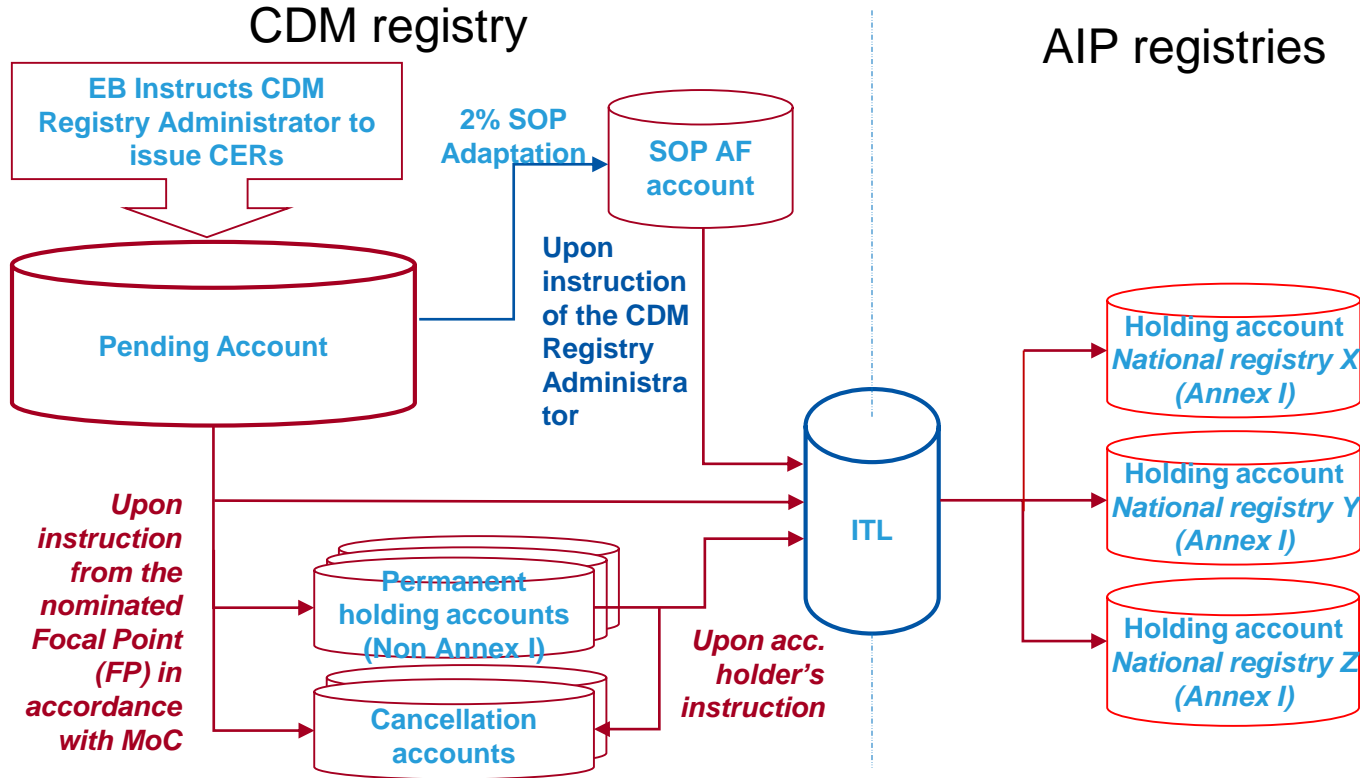 CDM registry
AIP registries
EB Instructs CDM
Registry Administrator to
issue CERs
2% SOP
Adaptation
SOP AF
account
Pending Account
Upon
instruction
of the CDM
Registry
Administra
tor
Upon
instruction
from the
nominated
Focal Point
(FP) in
accordance
with MoC
Permanent
holding accounts
(Non Annex I)
Cancellation
accounts
Upon acc.
holder's
instruction
ITL
Holding account
National registry X
(Annex I)
Holding account
National registry Y
(Annex I)
Holding account
National registry Z
(Annex I)